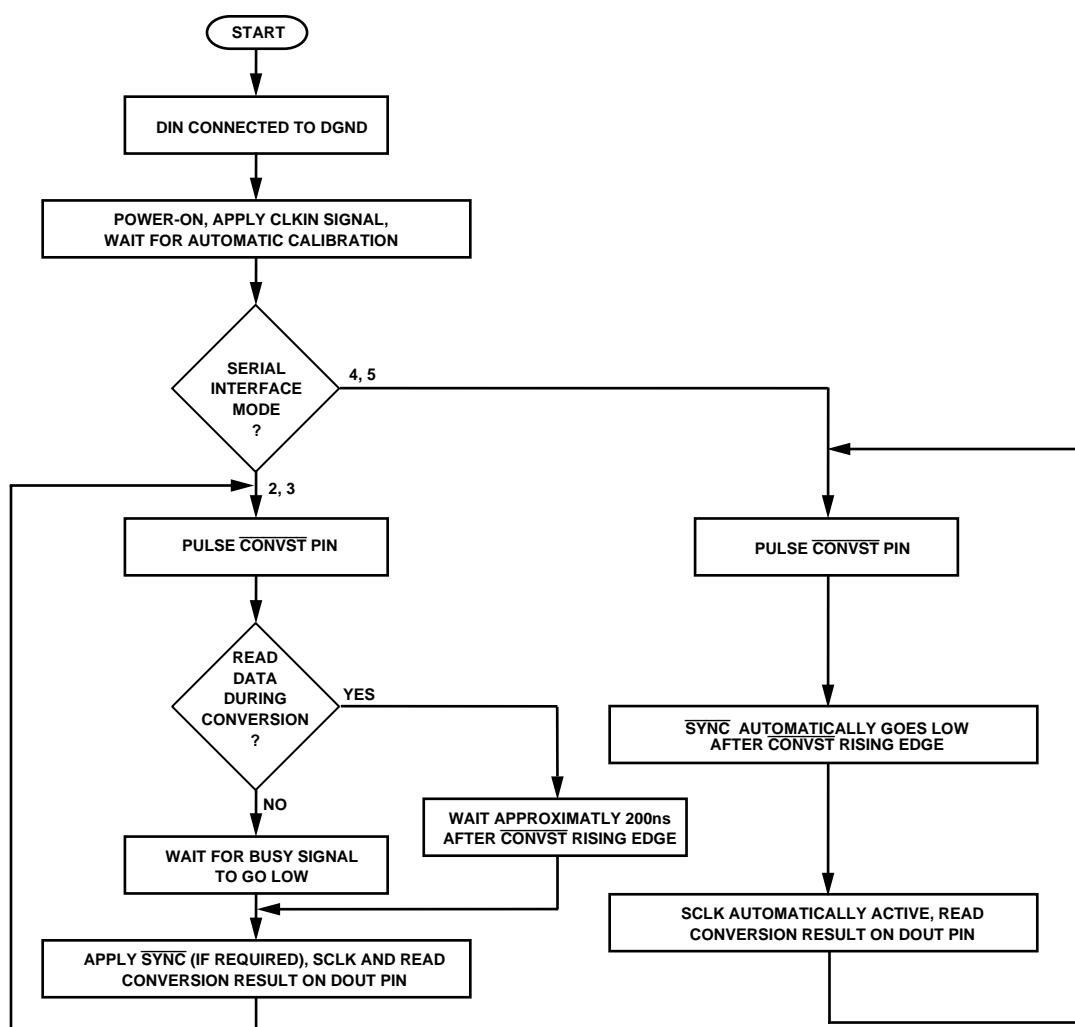 START
DIN CONNECTED TO DGND
POWER-ON, APPLY CLKIN SIGNAL,
WAIT FOR AUTOMATIC CALIBRATION
SERIAL
INTERFACE
MODE
?
4, 5
2, 3
PULSE CONVST PIN
READ
DATA
DURING
CONVERSION
?
YES
NO
WAIT APPROXIMATLY 200ns
AFTER CONVST RISING EDGE
WAIT FOR BUSY SIGNAL
TO GO LOW
APPLY SYNC (IF REQUIRED), SCLK AND READ
CONVERSION RESULT ON DOUT PIN
PULSE CONVST PIN
SYNC AUTOMATICALLY GOES LOW
AFTER CONVST RISING EDGE
SCLK AUTOMATICALLY ACTIVE, READ
CONVERSION RESULT ON DOUT PIN